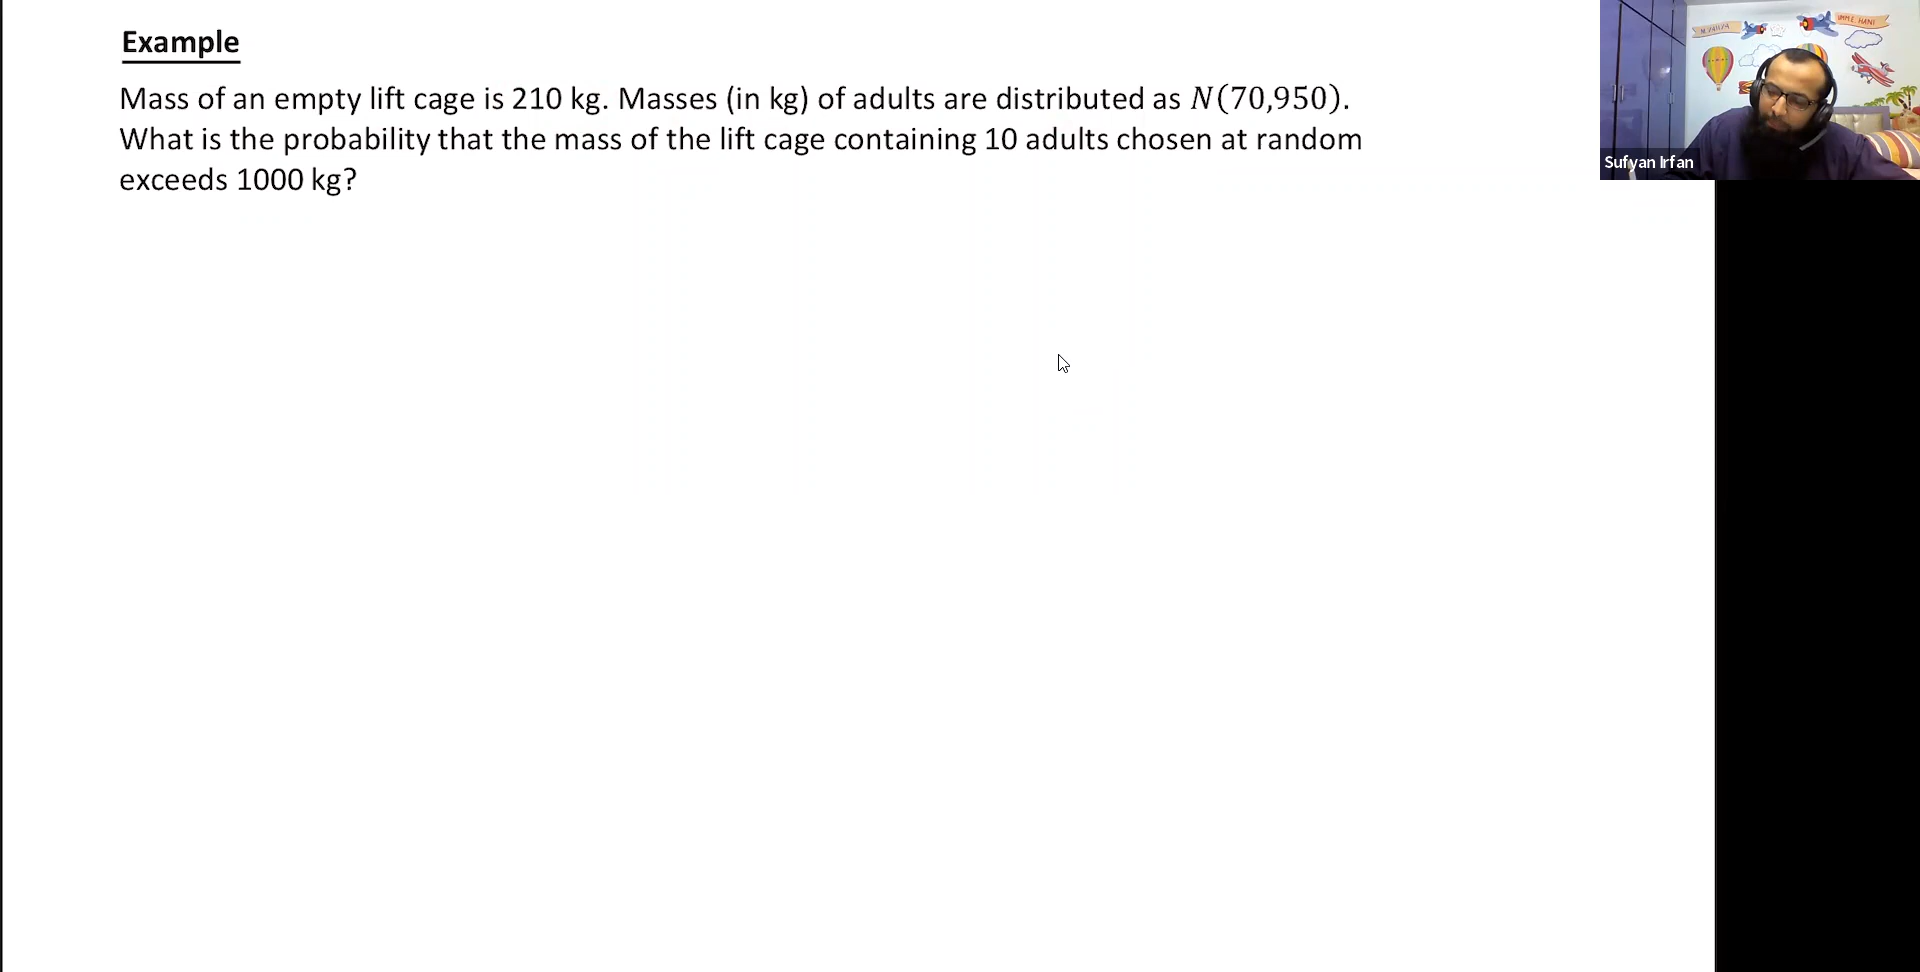 Example
Mass of an empty lift cage is 210 kg. Masses (in kg) of adults are distributed as N(70,950).
What is the probability that the mass of the lift cage containing 10 adults chosen at random
exceeds 1000 kg?
UMM E. HANI
Sufyan Irfan